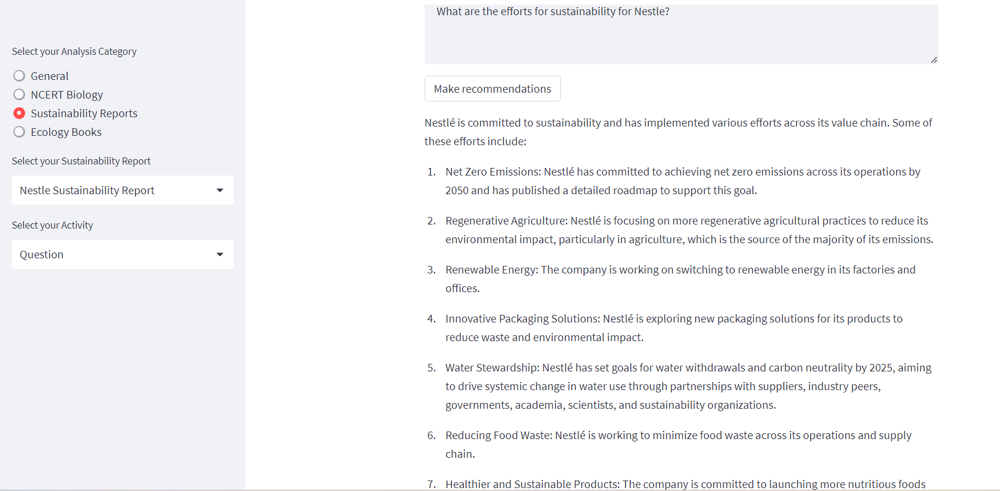 Select your Analysis Category
General
NCERT Biology
Sustainability Reports
Ecology Books
Select your Sustainability Report
Nestle Sustainability Report
Select your Activity
Question
What are the efforts for sustainability for Nestle?
Make recommendations
Nestlé is committed to sustainability and has implemented various efforts across its value chain. Some of
these efforts include:
1. Net Zero Emissions: Nestlé has committed to achieving net zero emissions across its operations by
2050 and has published a detailed roadmap to support this goal.
2. Regenerative Agriculture: Nestlé is focusing on more regenerative agricultural practices to reduce its
environmental impact, particularly in agriculture, which is the source of the majority of its emissions.
3. Renewable Energy: The company is working on switching to renewable energy in its factories and
offices.
4. Innovative Packaging Solutions: Nestlé is exploring new packaging solutions for its products to
reduce waste and environmental impact.
5. Water Stewardship: Nestlé has set goals for water withdrawals and carbon neutrality by 2025, aiming
to drive systemic change in water use through partnerships with suppliers, industry peers,
governments, academia, scientists, and sustainability organizations.
6. Reducing Food Waste: Nestlé is working to minimize food waste across its operations and supply
chain.
7. Healthier and Sustainable Products: The company is committed to launching more nutritious foods